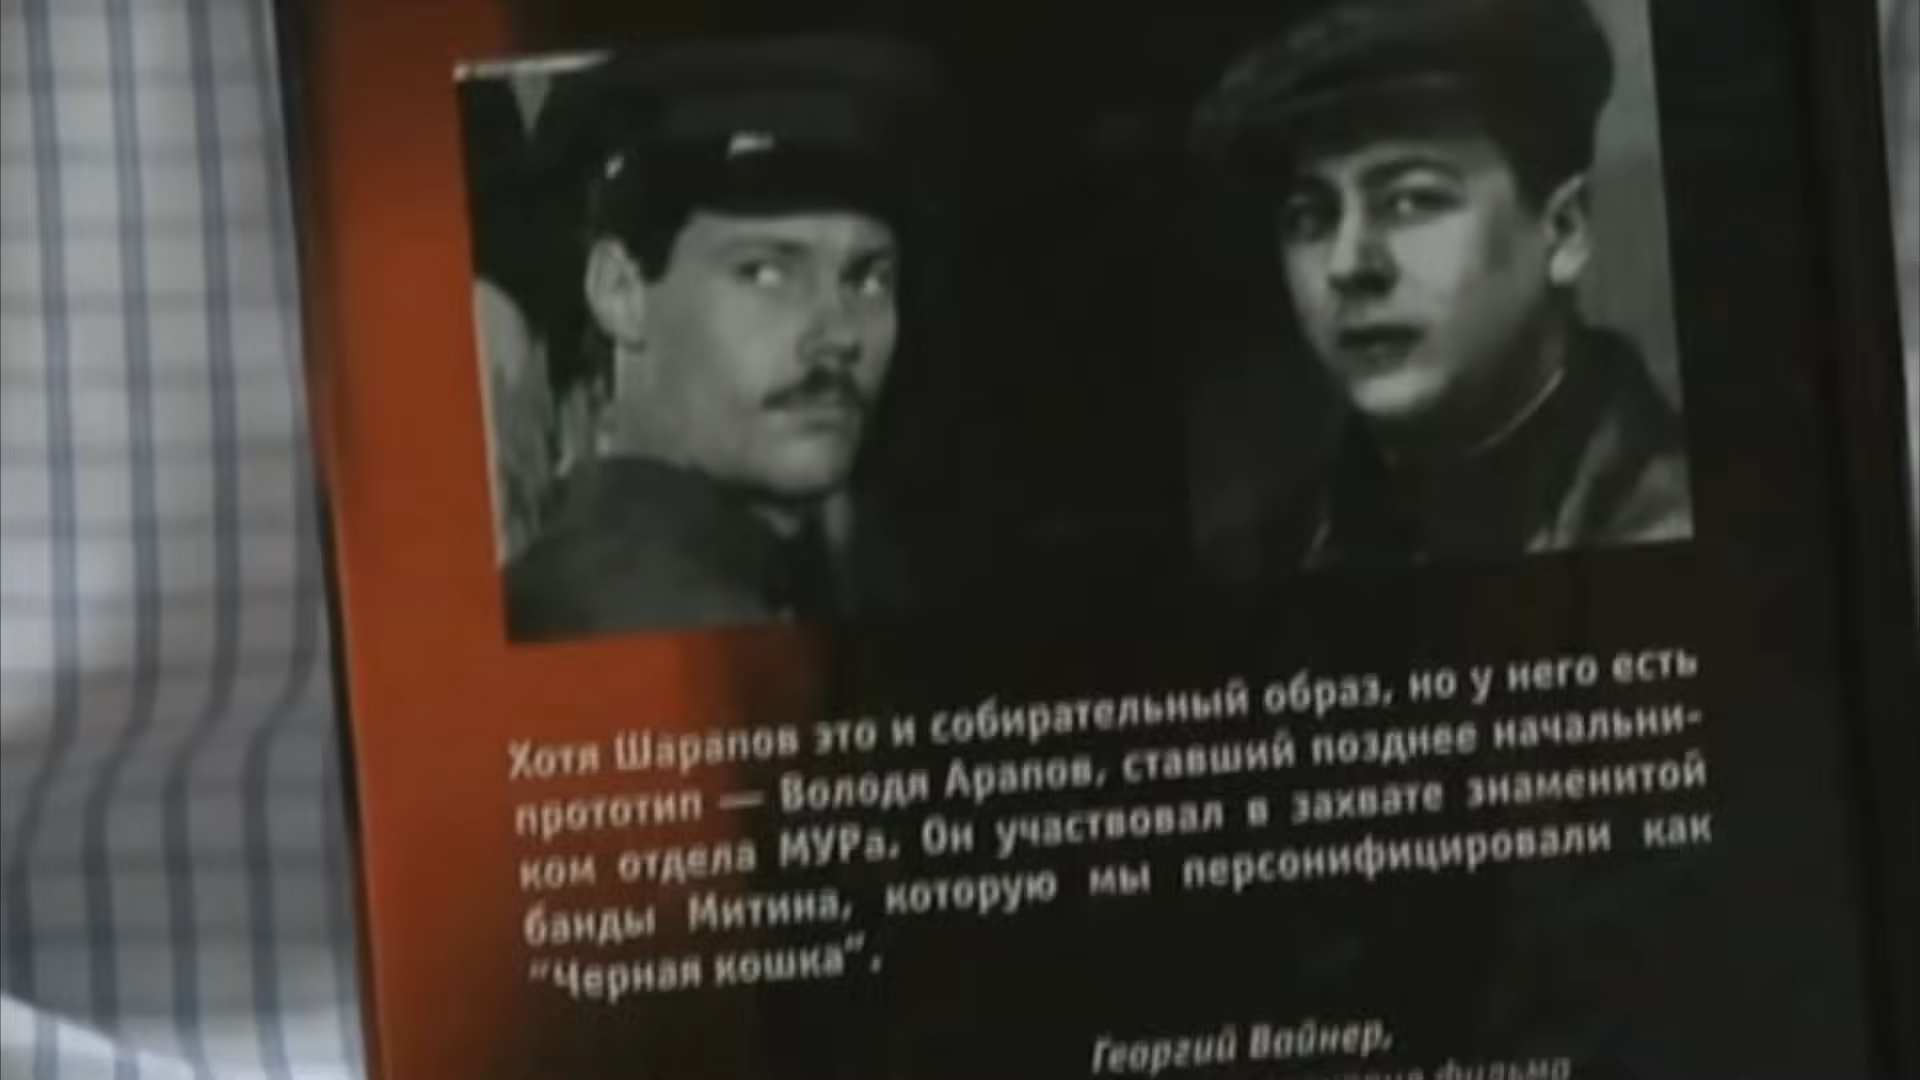 Хотя Шарапов это и собирательный образ, но у него есть
прототип — Володя Арапов, ставший позднее начальни-
ком отдела МУРа. Он участвовал в захвате знаменитой
банды Митина, которую мы персонифицировали как
“Черная кошка”.
Георгий Вайнер,
фильма